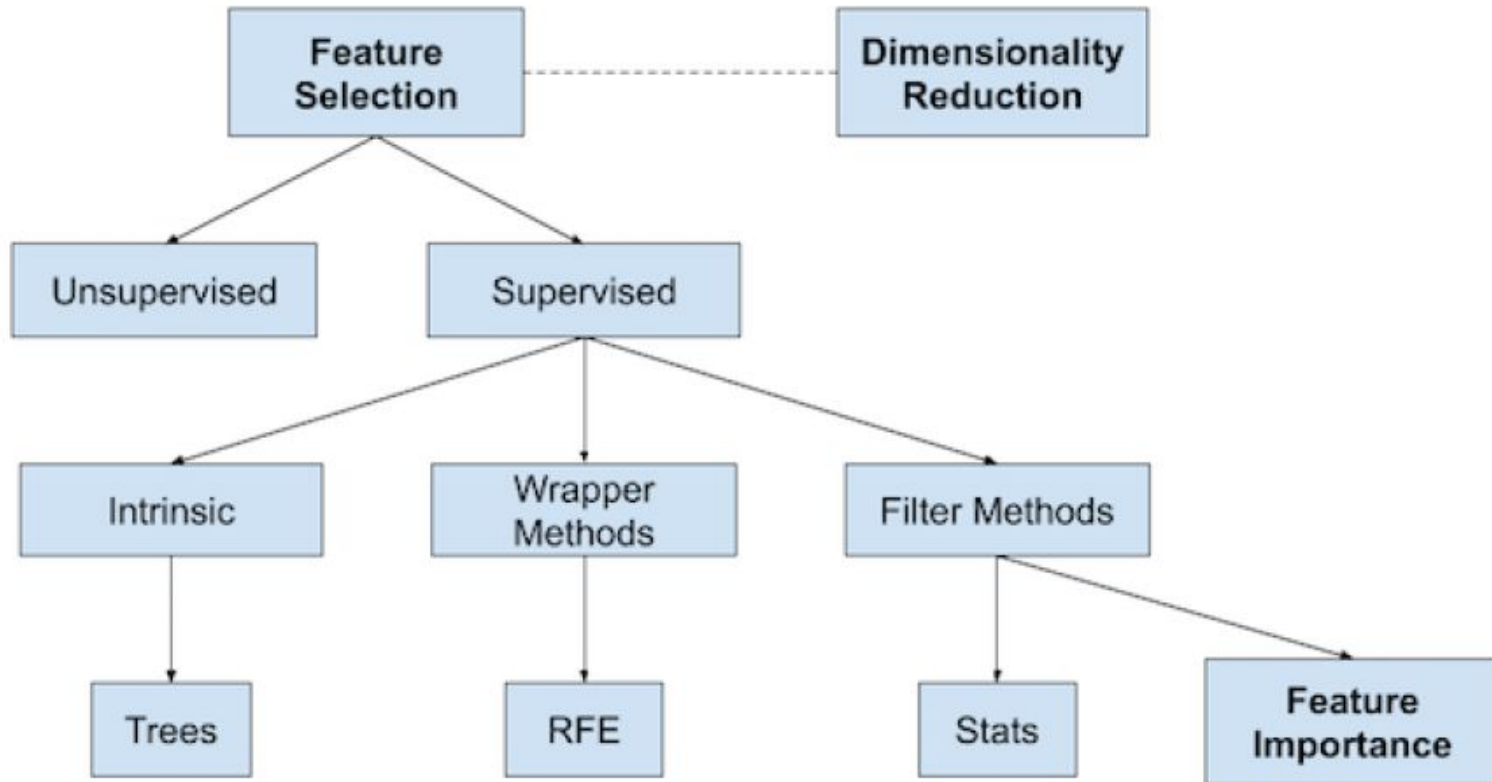 Feature
Selection
Dimensionality
Reduction
Unsupervised
Supervised
Intrinsic
Wrapper
Methods
Filter Methods
Trees
RFE
Stats
Feature
Importance